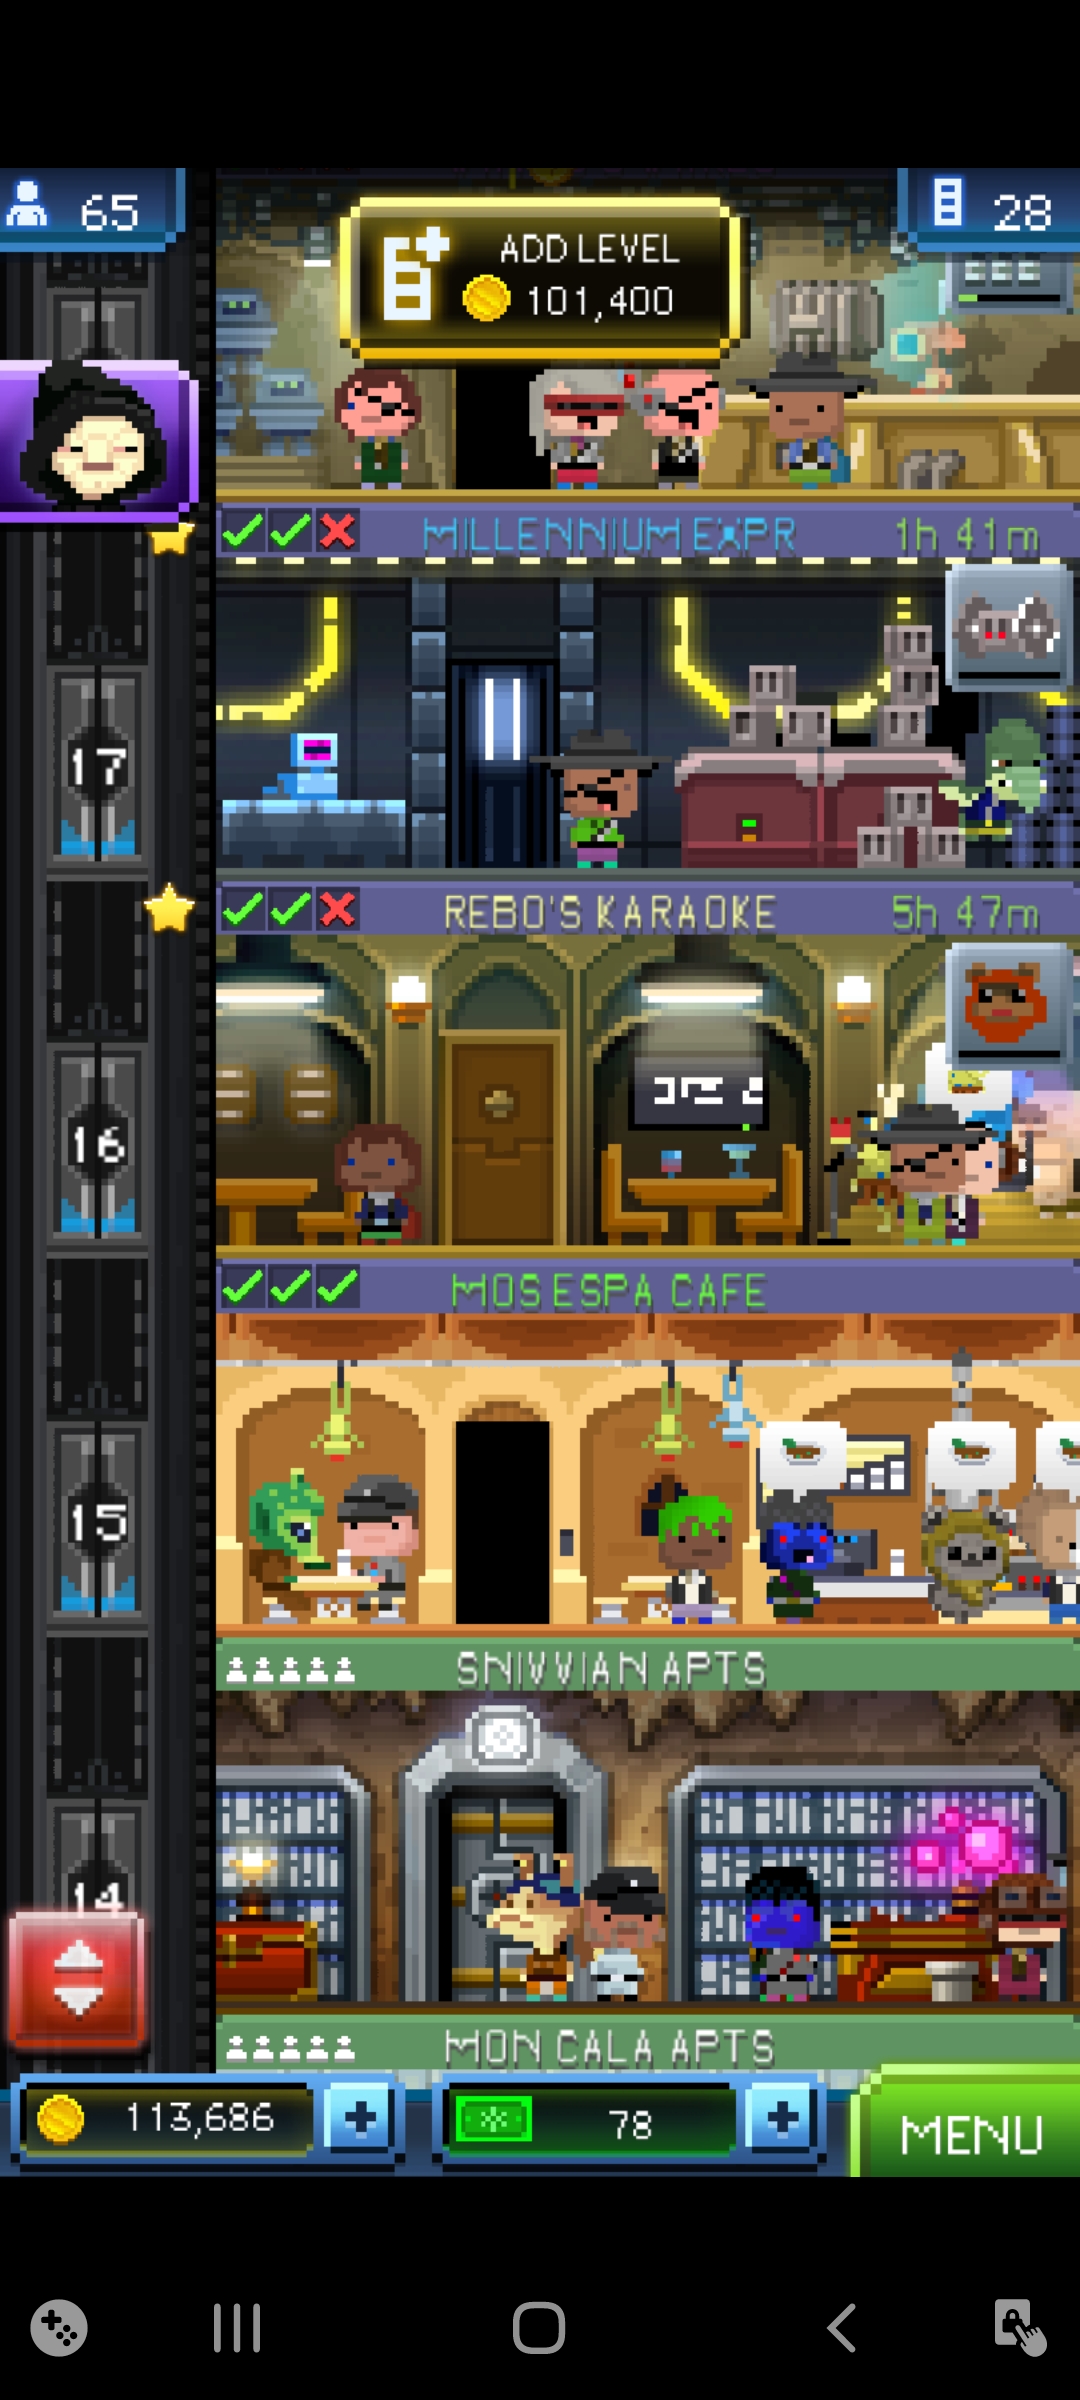 65
28
ADD LEVEL
101,400
MILLENNIUM EXPR
1h 41m
17
REBO'S KARAOKE
5h 47m
16
MOS ESPA CAFE
15
SNIVVIAN APTS
14
MON CALA APTS
113,686
78
MENU